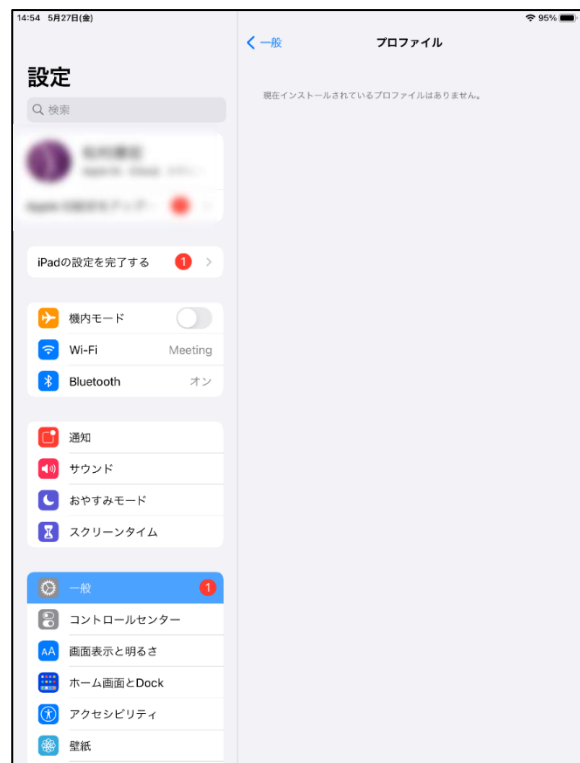 14:54 5月27日(金)
95%
一般
プロファイル
設定
検索
現在インストールされているプロファイルはありません。
iPadの設定を完了する
1
機内モード
Wi-Fi
Meeting
Bluetooth
オン
通知
サウンド
おやすみモード
スクリーンタイム
一般
1
コントロールセンター
AA
画面表示と明るさ
ホーム画面とDock
アクセシビリティ
壁紙